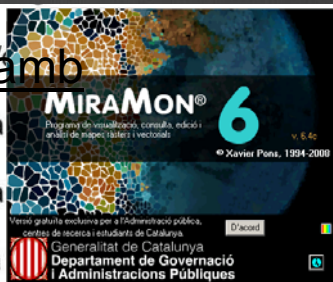 amb
MIRAMON®
6
Programa de visualització, consulta, edició i
anàlisi de mapes ràsters i vectorials
v. 6.4c
© Xavier Pons, 1994-2008
Versió gratuïta exclusiva per a l'Administració pública,
centres de recerca i estudiants de Catalunya.
D'acord
Generalitat de Catalunya
Departament de Governació
i Administracions Públiques